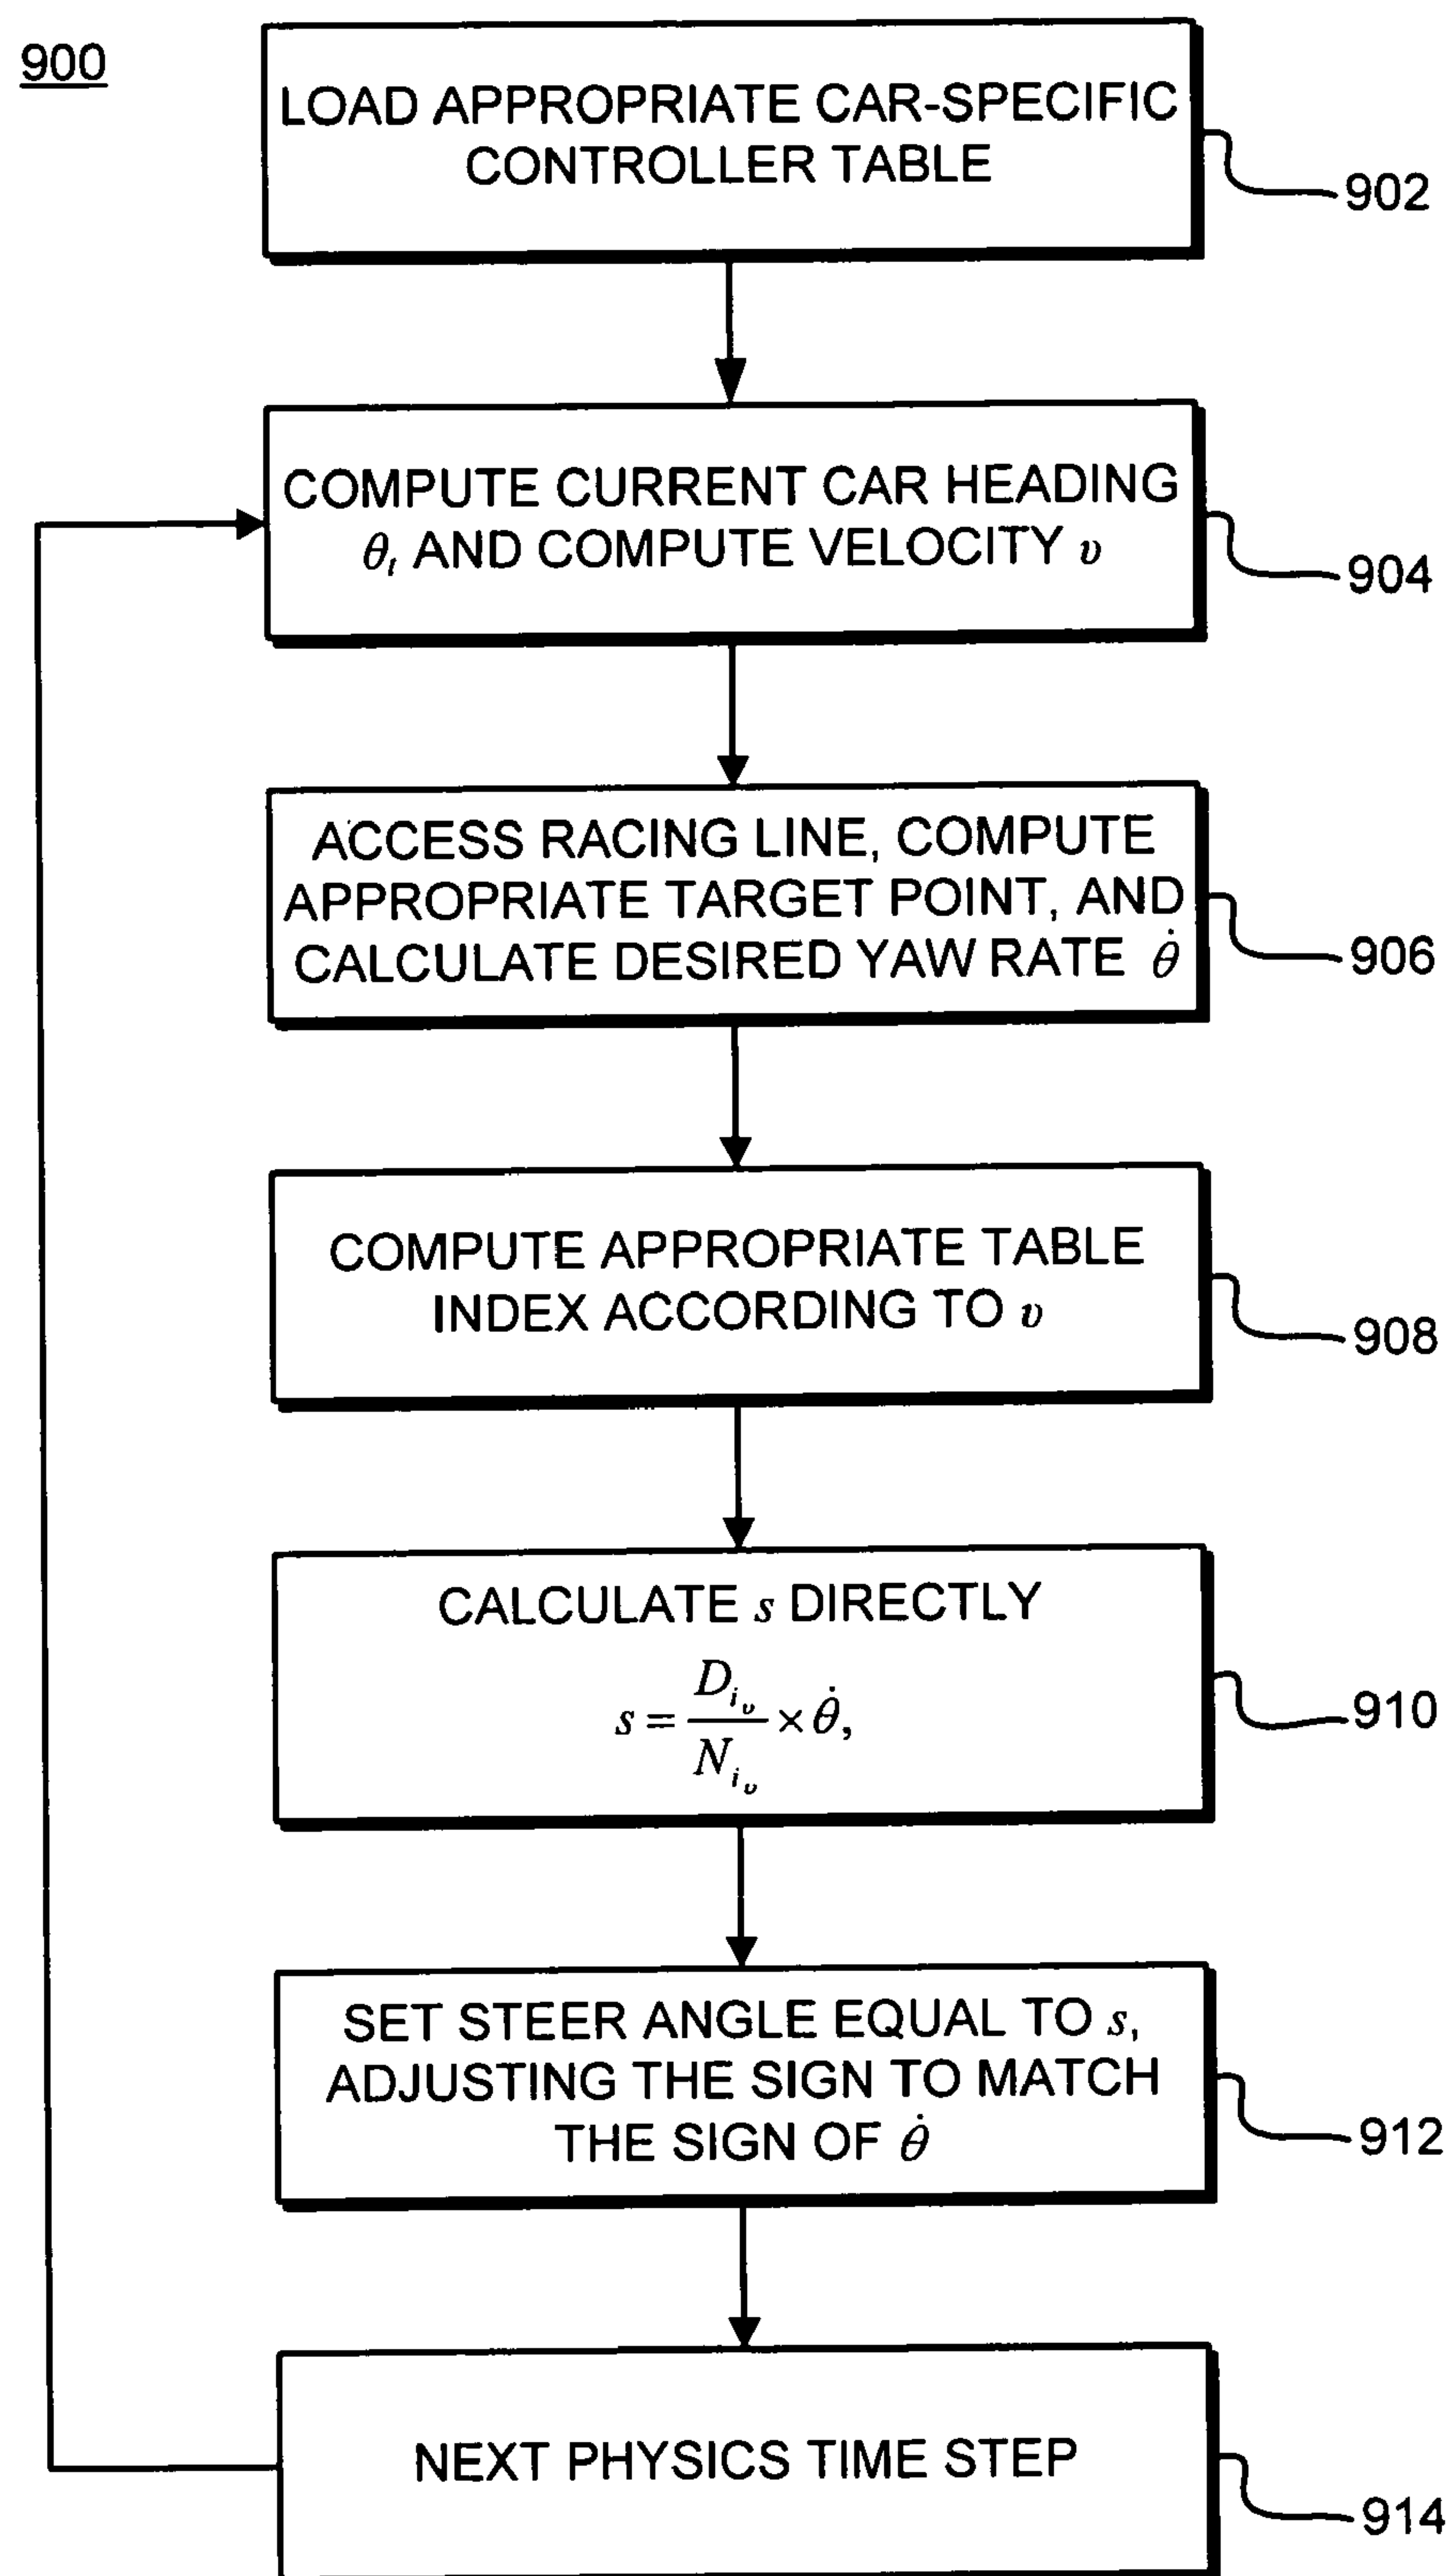 900
LOAD APPROPRIATE CAR-SPECIFIC
CONTROLLER TABLE
902
COMPUTE CURRENT CAR HEADING
θₜ AND COMPUTE VELOCITY υ
904
ACCESS RACING LINE, COMPUTE
APPROPRIATE TARGET POINT, AND
CALCULATE DESIRED YAW RATE θ̇
906
COMPUTE APPROPRIATE TABLE
INDEX ACCORDING TO υ
908
CALCULATE s DIRECTLY
s = D_{i_υ} / N_{i_υ} × θ̇,
910
SET STEER ANGLE EQUAL TO s,
ADJUSTING THE SIGN TO MATCH
THE SIGN OF θ̇
912
NEXT PHYSICS TIME STEP
914